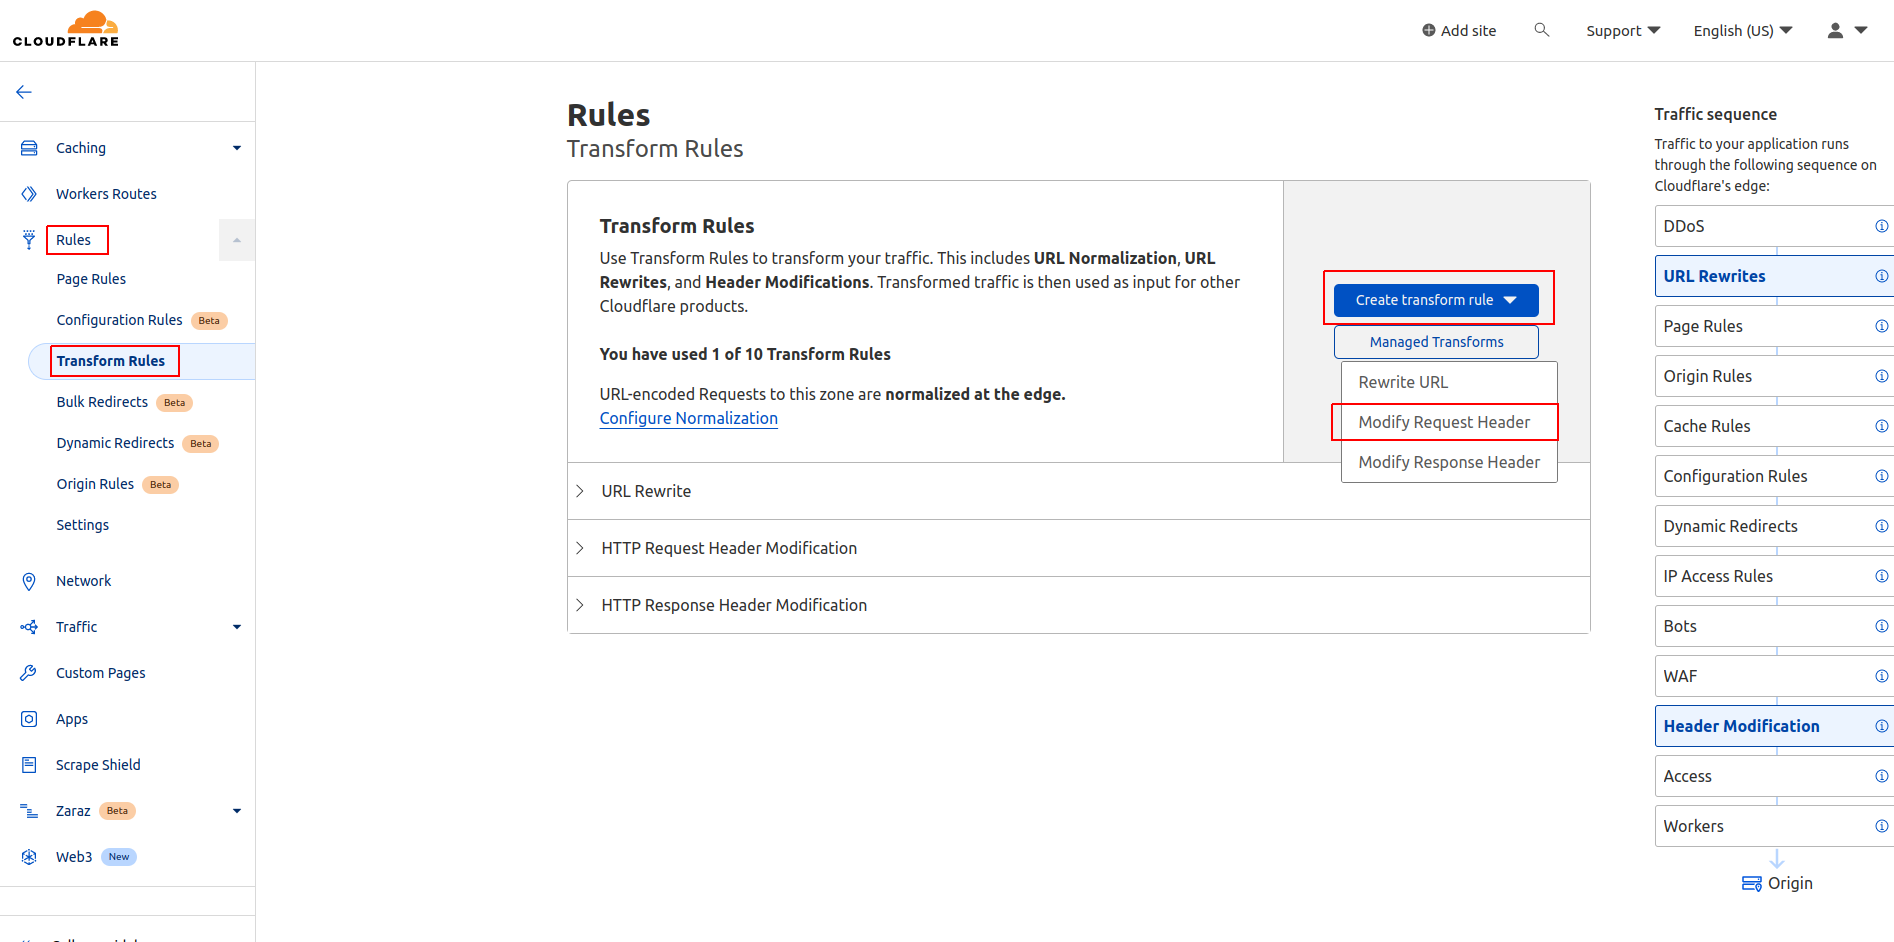 CLOUDFLARE
Add site
Support
English (US)
Caching
Workers Routes
Rules
Page Rules
Configuration Rules Beta
Transform Rules
Bulk Redirects Beta
Dynamic Redirects Beta
Origin Rules Beta
Settings
Network
Traffic
Custom Pages
Apps
Scrape Shield
Zaraz Beta
Web3 New
Rules
Transform Rules
Transform Rules
Use Transform Rules to transform your traffic. This includes URL Normalization, URL
Rewrites, and Header Modifications. Transformed traffic is then used as input for other
Cloudflare products.
You have used 1 of 10 Transform Rules
URL-encoded Requests to this zone are normalized at the edge.
Configure Normalization
Create transform rule
Managed Transforms
Rewrite URL
Modify Request Header
Modify Response Header
URL Rewrite
HTTP Request Header Modification
HTTP Response Header Modification
Traffic sequence
Traffic to your application runs
through the following sequence on
Cloudflare's edge:
DDoS
URL Rewrites
Page Rules
Origin Rules
Cache Rules
Configuration Rules
Dynamic Redirects
IP Access Rules
Bots
WAF
Header Modification
Access
Workers
Origin